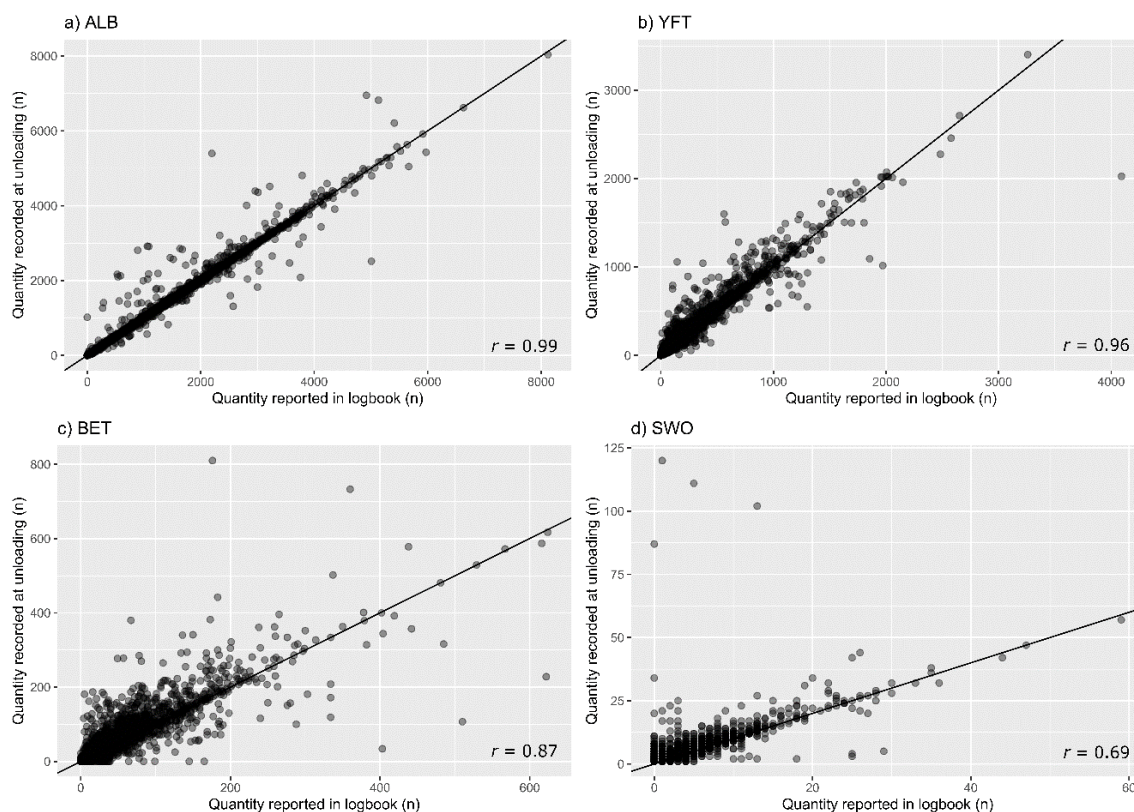 a) ALB
Quantity recorded at unloading (n)
8000
6000
4000
2000
0
0
2000
4000
6000
8000
Quantity reported in logbook (n)
r = 0.99
b) YFT
Quantity recorded at unloading (n)
3000
2000
1000
0
0
1000
2000
3000
4000
Quantity reported in logbook (n)
r = 0.96
c) BET
Quantity recorded at unloading (n)
800
600
400
200
0
0
200
400
600
Quantity reported in logbook (n)
r = 0.87
d) SWO
Quantity recorded at unloading (n)
125
100
75
50
25
0
0
20
40
60
Quantity reported in logbook (n)
r = 0.69